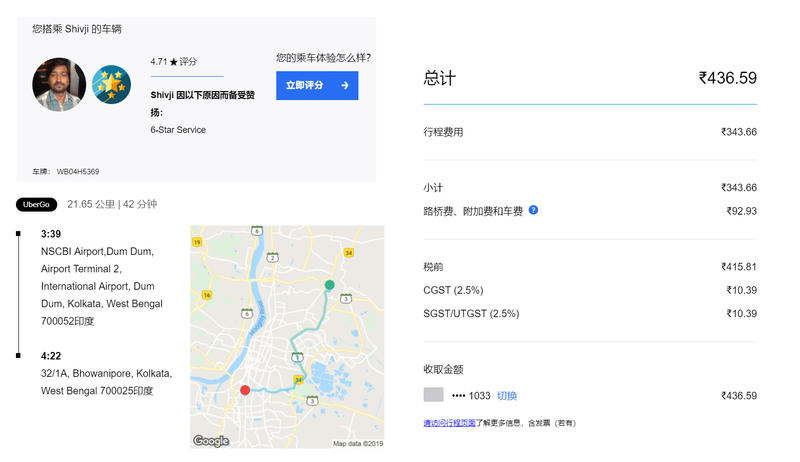 您搭乘 Shivji 的车辆
4.71 ★ 评分
Shivji 因以下原因而备受赞
扬:
6-Star Service
您的乘车体验怎么样?
立即评分 →
车牌: WB04H5369
UberGo 21.65 公里 | 42 分钟
3:39
NSCBI Airport,Dum Dum,
Airport Terminal 2,
International Airport, Dum
Dum, Kolkata, West Bengal
700052印度
4:22
32/1A, Bhowanipore, Kolkata,
West Bengal 700025印度
6
19
2
34
16
3
6
1
34
3
Google
Map data ©2019
总计 ₹436.59
行程费用 ₹343.66
小计 ₹343.66
路桥费、附加费和车费 ? ₹92.93
税前 ₹415.81
CGST (2.5%) ₹10.39
SGST/UTGST (2.5%) ₹10.39
收取金额
•••• 1033 切换 ₹436.59
请访问行程页面了解更多信息，含发票（若有）